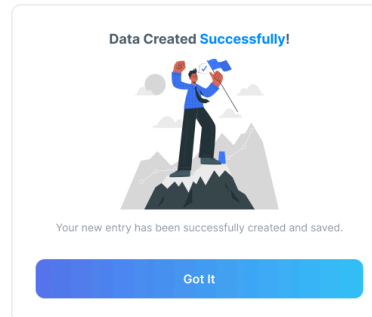 Data Created Successfully!
Your new entry has been successfully created and saved.
Got It